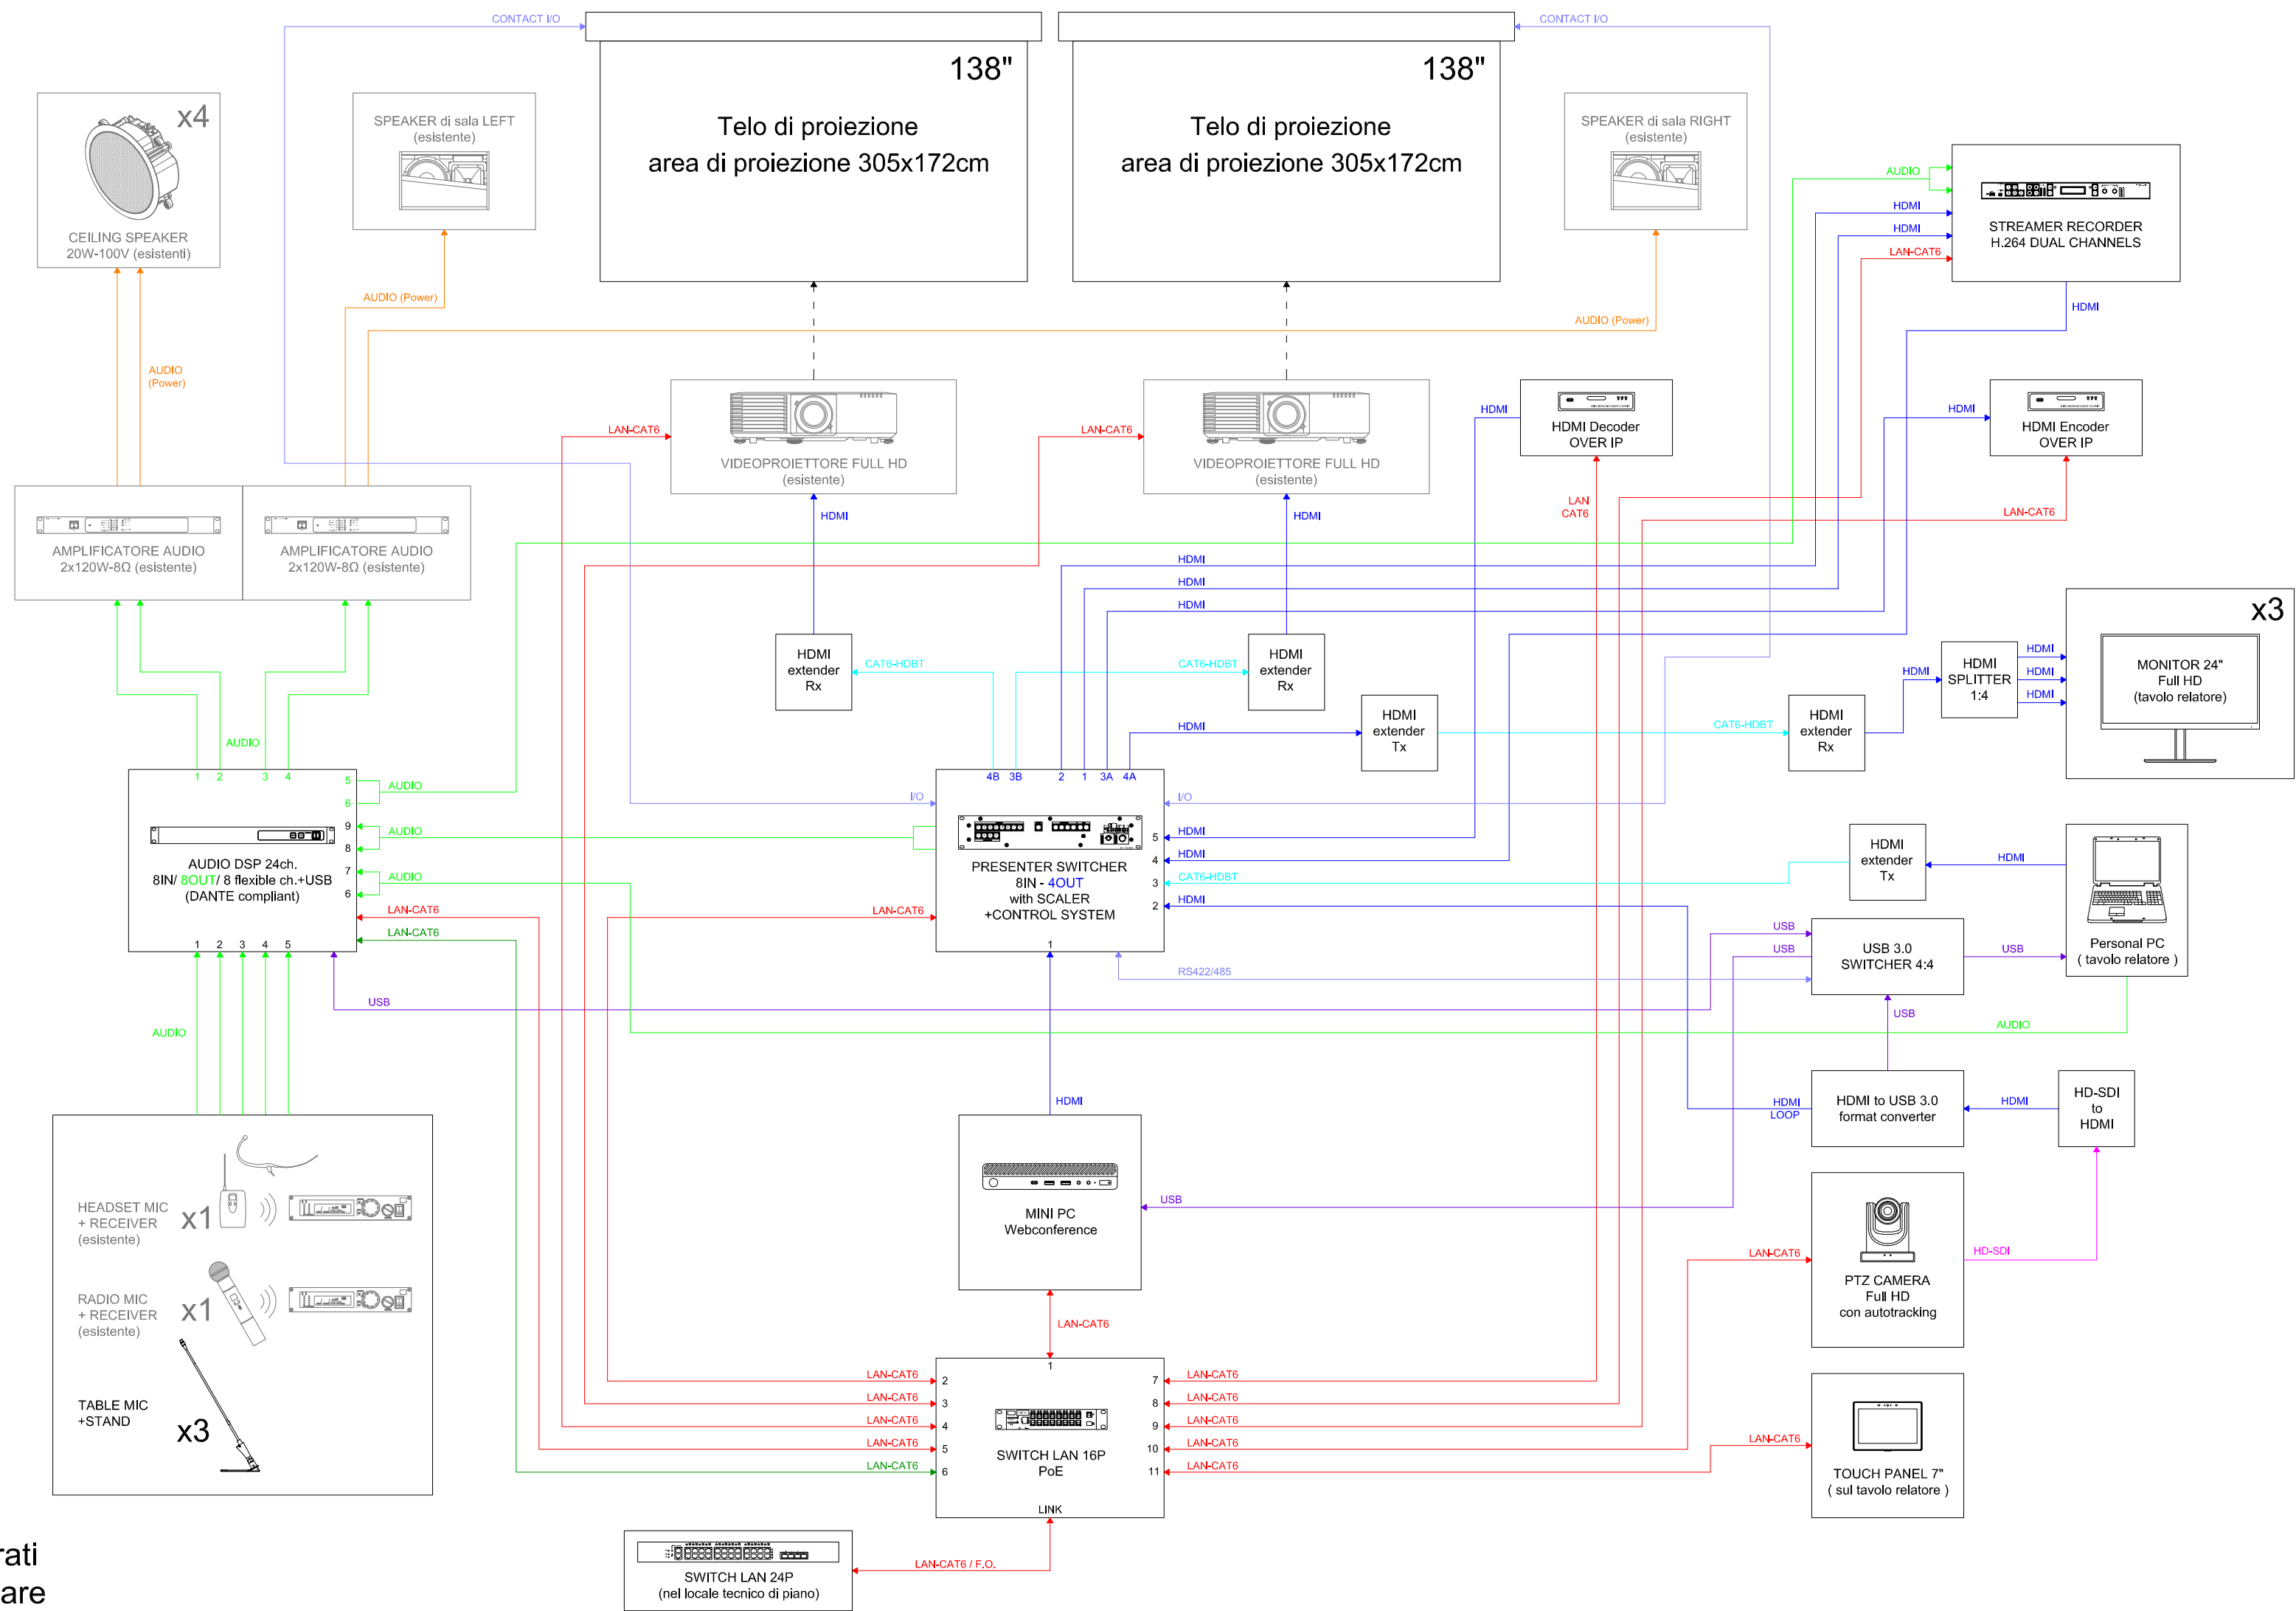 CONTACT I/O
CONTACT I/O
138"
Telo di proiezione
area di proiezione 305x172cm
138"
Telo di proiezione
area di proiezione 305x172cm
x4
CEILING SPEAKER
20W-100V (esistenti)
SPEAKER di sala LEFT
(esistente)
SPEAKER di sala RIGHT
(esistente)
AUDIO
HDMI
HDMI
LAN-CAT6
STREAMER RECORDER
H.264 DUAL CHANNELS
HDMI
AUDIO (Power)
AUDIO (Power)
AUDIO
(Power)
LAN-CAT6
VIDEOPROIETTORE FULL HD
(esistente)
LAN-CAT6
VIDEOPROIETTORE FULL HD
(esistente)
HDMI
HDMI Decoder
OVER IP
HDMI
HDMI Encoder
OVER IP
HDMI
HDMI
LAN
CAT6
LAN-CAT6
AMPLIFICATORE AUDIO
2x120W-8Ω (esistente)
AMPLIFICATORE AUDIO
2x120W-8Ω (esistente)
HDMI
HDMI
HDMI
HDMI
extender
Rx
CAT6-HDBT
CAT6-HDBT
HDMI
extender
Rx
HDMI
HDMI
extender
Tx
CAT6-HDBT
HDMI
extender
Rx
HDMI
HDMI
SPLITTER
1:4
HDMI
HDMI
HDMI
x3
MONITOR 24"
Full HD
(tavolo relatore)
AUDIO
1 2 3 4
5
6
9
8
7
6
AUDIO
AUDIO
AUDIO
LAN-CAT6
LAN-CAT6
AUDIO DSP 24ch.
8IN/ 8OUT/ 8 flexible ch.+USB
(DANTE compliant)
1 2 3 4 5
USB
AUDIO
4B 3B 2 1 3A 4A
I/O
I/O
PRESENTER SWITCHER
8IN - 4OUT
with SCALER
+CONTROL SYSTEM
LAN-CAT6
5
4
3
2
1
HDMI
HDMI
CAT6-HDBT
HDMI
RS422/485
HDMI
extender
Tx
HDMI
Personal PC
( tavolo relatore )
USB
USB
USB 3.0
SWITCHER 4:4
USB
USB
AUDIO
HDMI
LOOP
HDMI to USB 3.0
format converter
HDMI
HD-SDI
to
HDMI
HDMI
MINI PC
Webconference
USB
LAN-CAT6
HEADSET MIC
+ RECEIVER
(esistente)
x1
RADIO MIC
+ RECEIVER
(esistente)
x1
TABLE MIC
+STAND
x3
LAN-CAT6
HD-SDI
PTZ CAMERA
Full HD
con autotracking
LAN-CAT6
TOUCH PANEL 7"
( sul tavolo relatore )
1
LAN-CAT6 2
LAN-CAT6 3
LAN-CAT6 4
LAN-CAT6 5
LAN-CAT6 6
7 LAN-CAT6
8 LAN-CAT6
9 LAN-CAT6
10 LAN-CAT6
11 LAN-CAT6
SWITCH LAN 16P
PoE
LINK
LAN-CAT6 / F.O.
SWITCH LAN 24P
(nel locale tecnico di piano)
rati
are